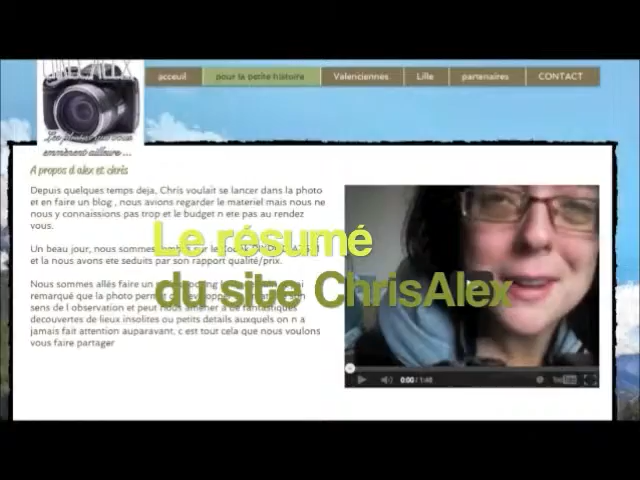 acceuil pour la petite histoire Valenciennes Lille partenaires CONTACT
emmènent ailleurs ...
A propos d alex et chris
Depuis quelques temps deja, Chris voulait se lancer dans la photo
et en faire un blog , nous avions regarder le materiel mais nous ne
nous y connaissions pas trop et le budget n ete pas au rendez
vous.
Un beau jour, nous sommes sur le
et la nous avons ete seduits par son rapport qualité/prix.
Nous sommes allés faire un
remarqué que la photo
sens de l observation et peut nous amener a de fantastiques
decouvertes de lieux insolites ou petits details auxquels on n a
jamais fait attention auparavant, c est tout cela que nous voulons
vous faire partager
Le résumé
du site ChrisAlex
0:00 / 1:48
You Tube